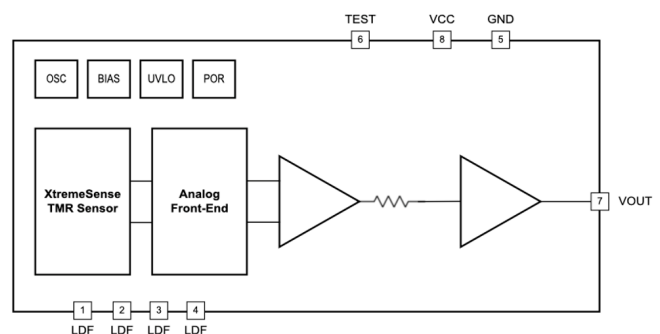 TEST VCC GND
6 8 5
OSC BIAS UVLO POR
XtremeSense Analog
TMR Sensor Front-End
7 VOUT
1 2 3 4
LDF LDF LDF LDF